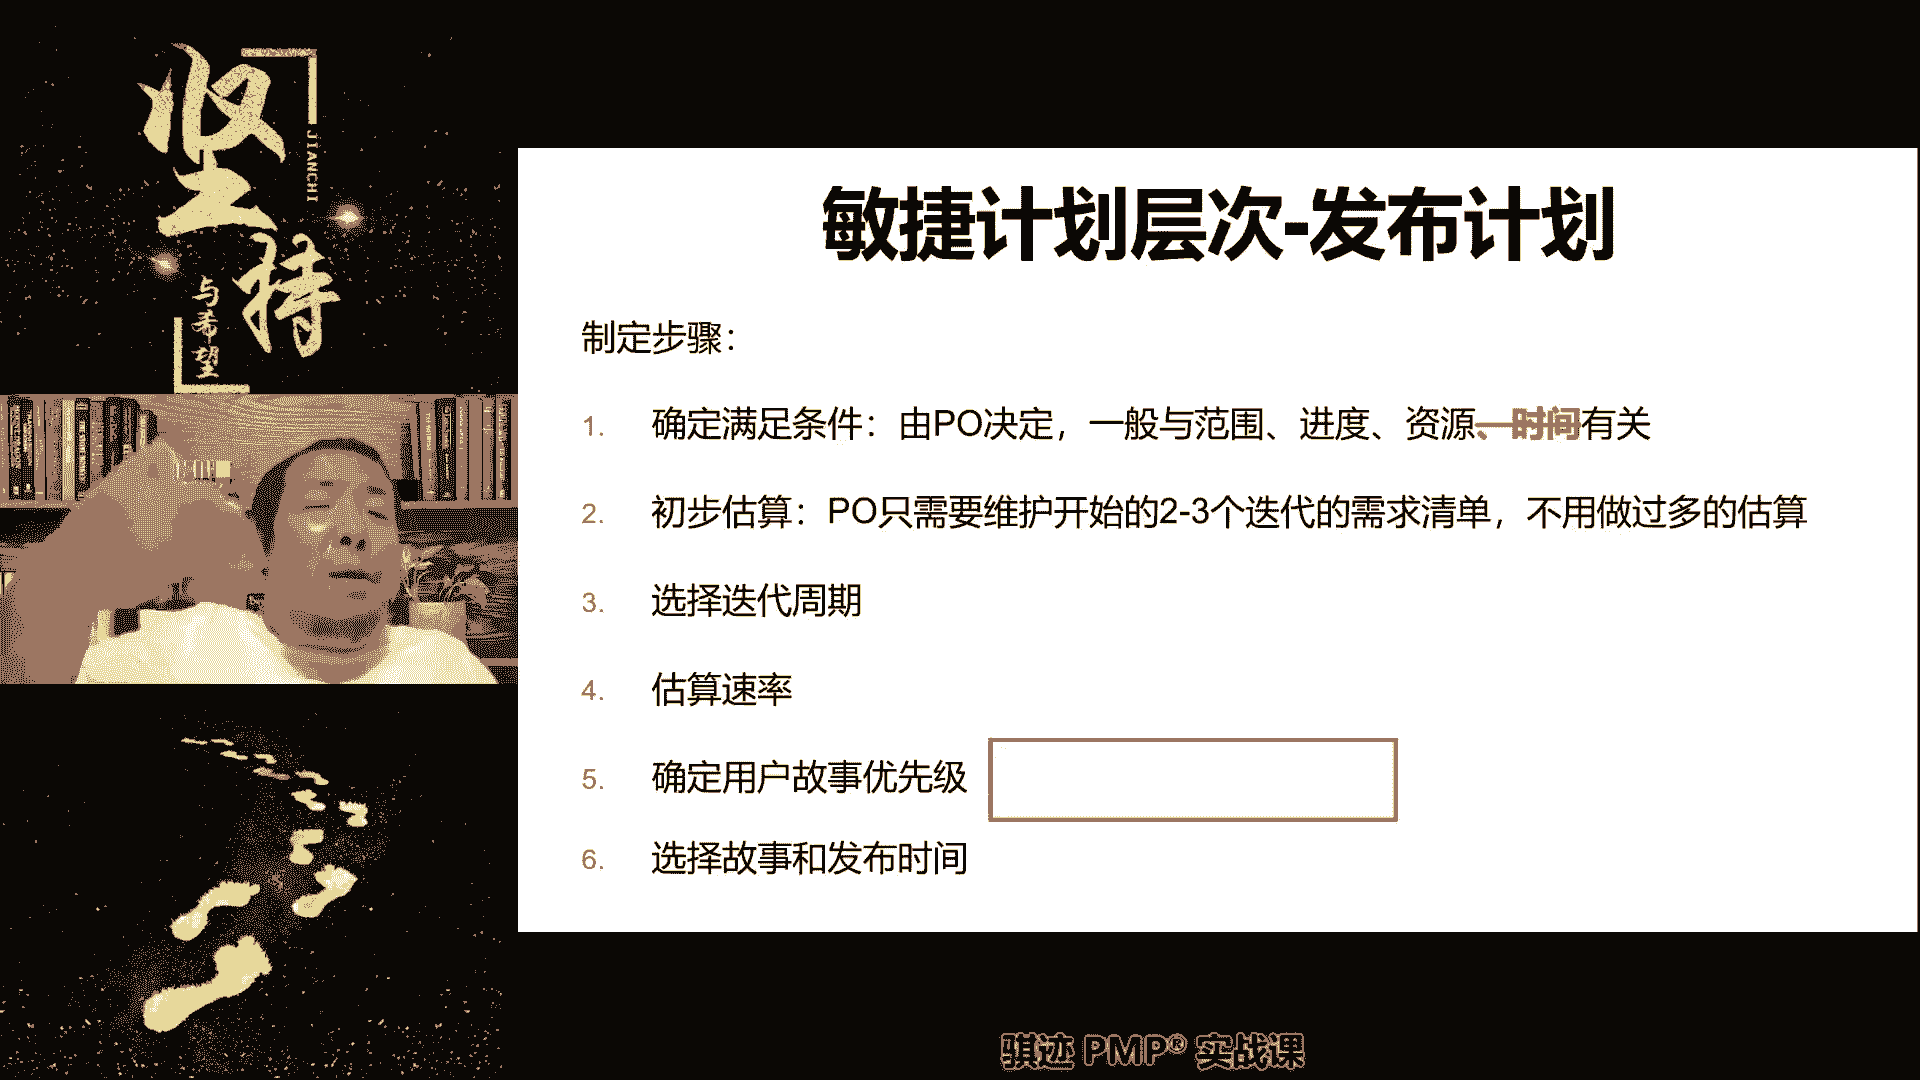 坚持
JIANCHI
与希望
敏捷计划层次-发布计划
制定步骤：
1. 确定满足条件：由PO决定，一般与范围、进度、资源、时间有关
2. 初步估算：PO只需要维护开始的2-3个迭代的需求清单，不用做过多的估算
3. 选择迭代周期
4. 估算速率
5. 确定用户故事优先级
6. 选择故事和发布时间
骐迹 PMP® 实战课